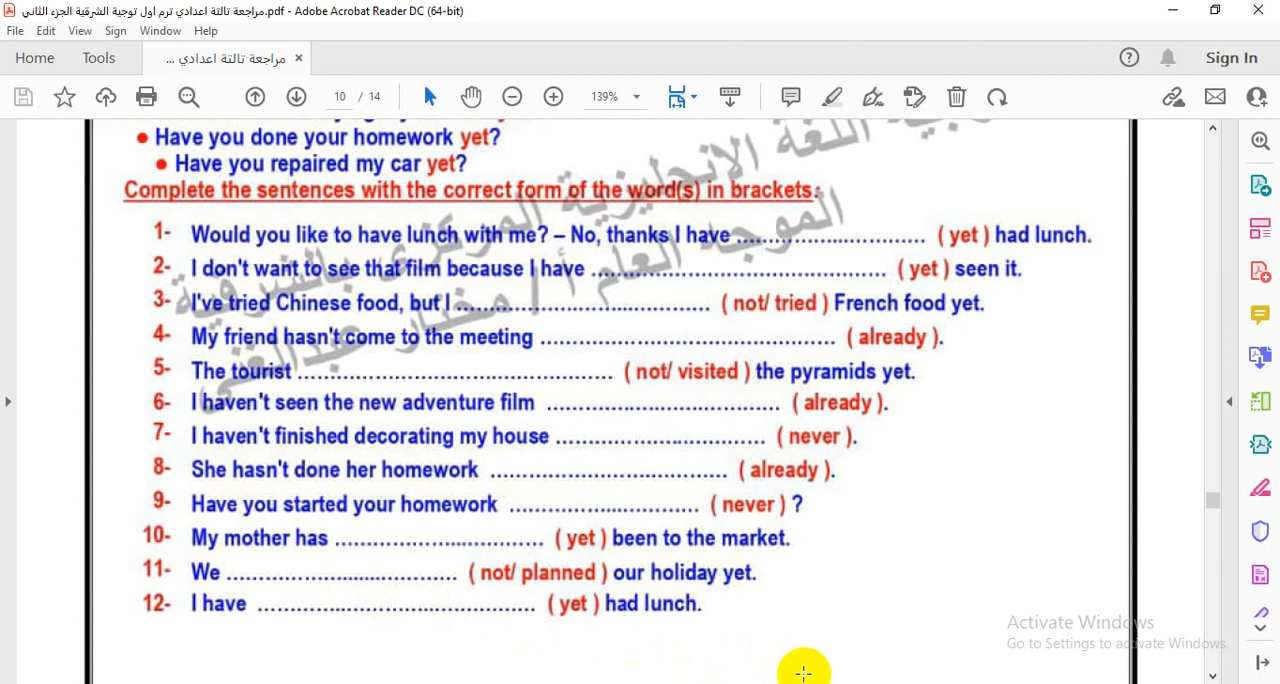 مراجعة تالتة اعدادي ترم اول توجية الشرقية الجزء الثاني.pdf - Adobe Acrobat Reader DC (64-bit)
File Edit View Sign Window Help
Home Tools مراجعة تالتة اعدادي ... × Sign In
10 / 14 139%
• Have you done your homework yet?
• Have you repaired my car yet?
Complete the sentences with the correct form of the word(s) in brackets:
1- Would you like to have lunch with me? – No, thanks I have .............................. ( yet ) had lunch.
2- I don't want to see that film because I have .............................................. ( yet ) seen it.
3- I've tried Chinese food, but I ........................................ ( not/ tried ) French food yet.
4- My friend hasn't come to the meeting .............................................. ( already ).
5- The tourist ................................................. ( not/ visited ) the pyramids yet.
6- I haven't seen the new adventure film ..................................... ( already ).
7- I haven't finished decorating my house ................................. ( never ).
8- She hasn't done her homework ..................................... ( already ).
9- Have you started your homework .............................. ( never ) ?
10- My mother has ................................. ( yet ) been to the market.
11- We .................................... ( not/ planned ) our holiday yet.
12- I have ............................................ ( yet ) had lunch.
اللغة الانجليزية المركزى بالشرقية
الموجه العام أ / مختار عبدالغنى
Activate Windows
Go to Settings to activate Windows.